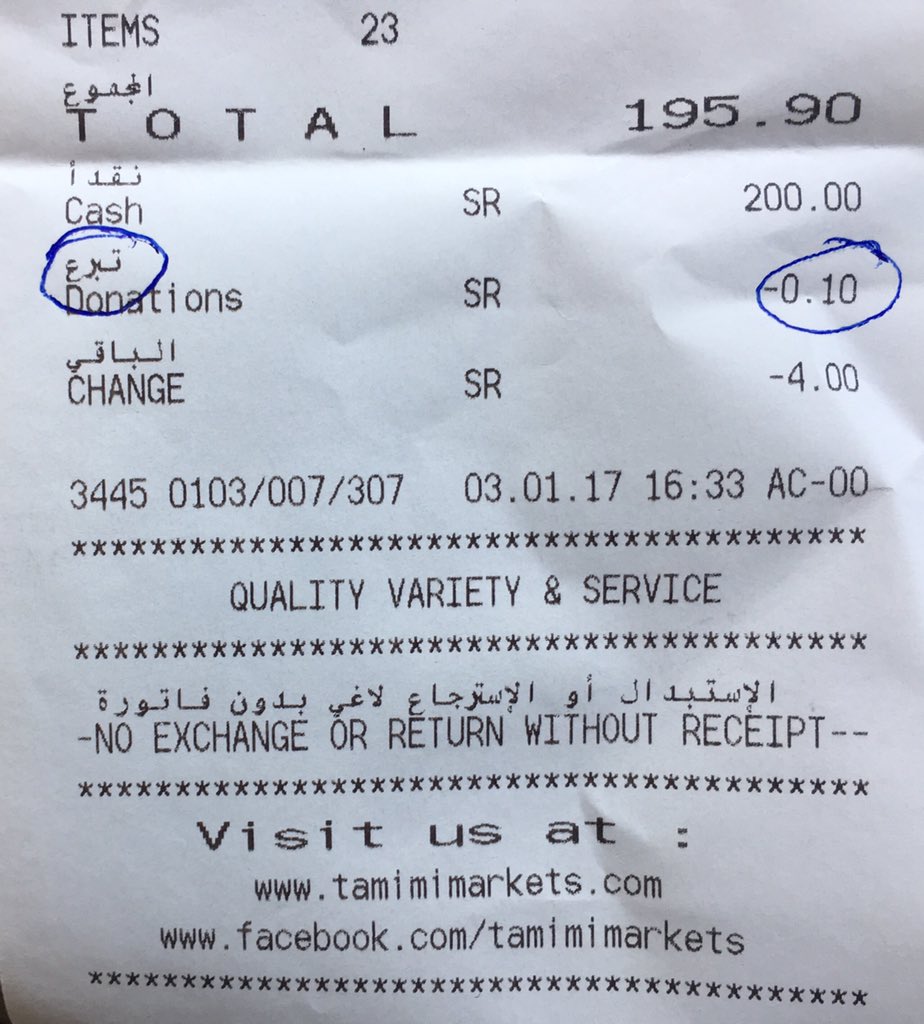 ITEMS 23
المجموع
TOTAL 195.90
نقدا
Cash SR 200.00
تبرع
Donations SR -0.10
الباقي
CHANGE SR -4.00
3445 0103/007/307 03.01.17 16:33 AC-00
****************************************
QUALITY VARIETY & SERVICE
****************************************
الإستبدال أو الإسترجاع لاغي بدون فاتورة
-NO EXCHANGE OR RETURN WITHOUT RECEIPT--
****************************************
Visit us at :
www.tamimimarkets.com
www.facebook.com/tamimimarkets
****************************************